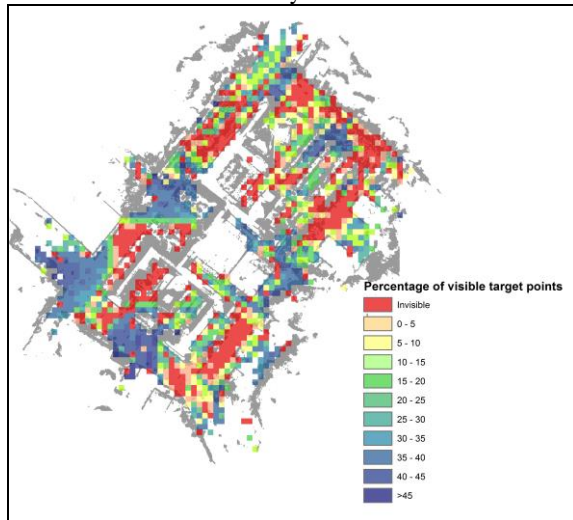 Percentage of visible target points
Invisible
0 - 5
5 - 10
10 - 15
15 - 20
20 - 25
25 - 30
30 - 35
35 - 40
40 - 45
>45